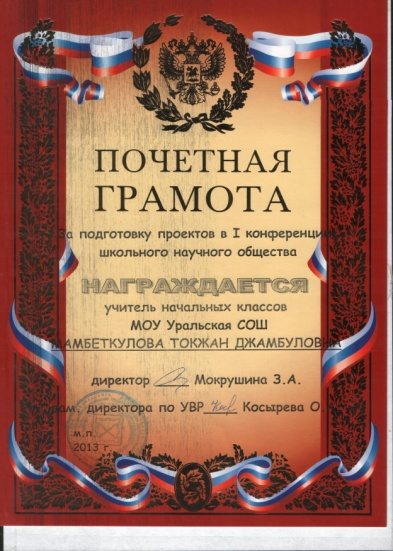 ПОЧЕТНАЯ
ГРАМОТА
За подготовку проектов в I конференции
школьного научного общества
НАГРАЖДАЕТСЯ
учитель начальных классов
МОУ Уральская СОШ
МАМБЕТКУЛОВА ТОКЖАН ДЖАМБУЛОВНА
директор Мокрушина З.А.
зам. директора по УВР Косырева О.
м.п.
2013 г.